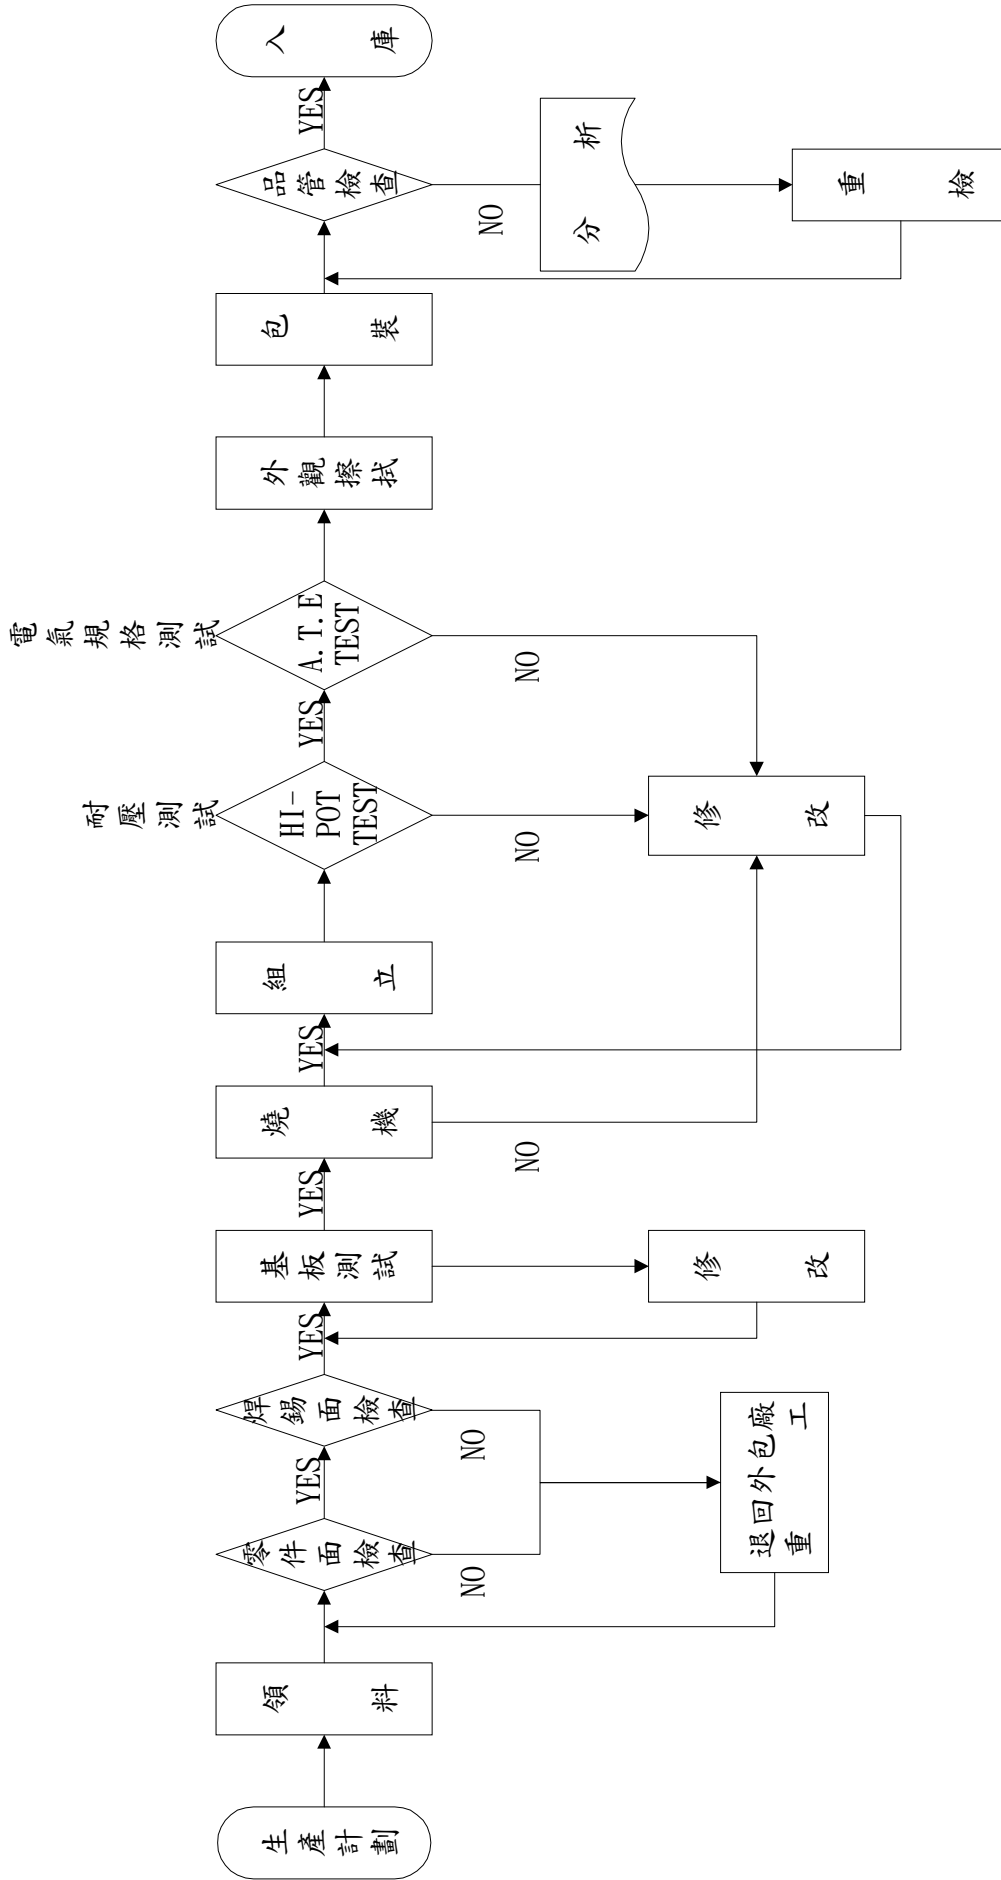 生產計劃
領料
零件面檢查
NO
YES
退回外包廠
重工
焊錫面檢查
NO
YES
基板測試
修改
YES
燒機
NO
YES
組立
耐壓測試
HI-
POT
TEST
NO
修改
YES
電氣規格測試
A.T.E
TEST
NO
外觀擦拭
包裝
品管檢查
NO
分析
重檢
YES
入庫